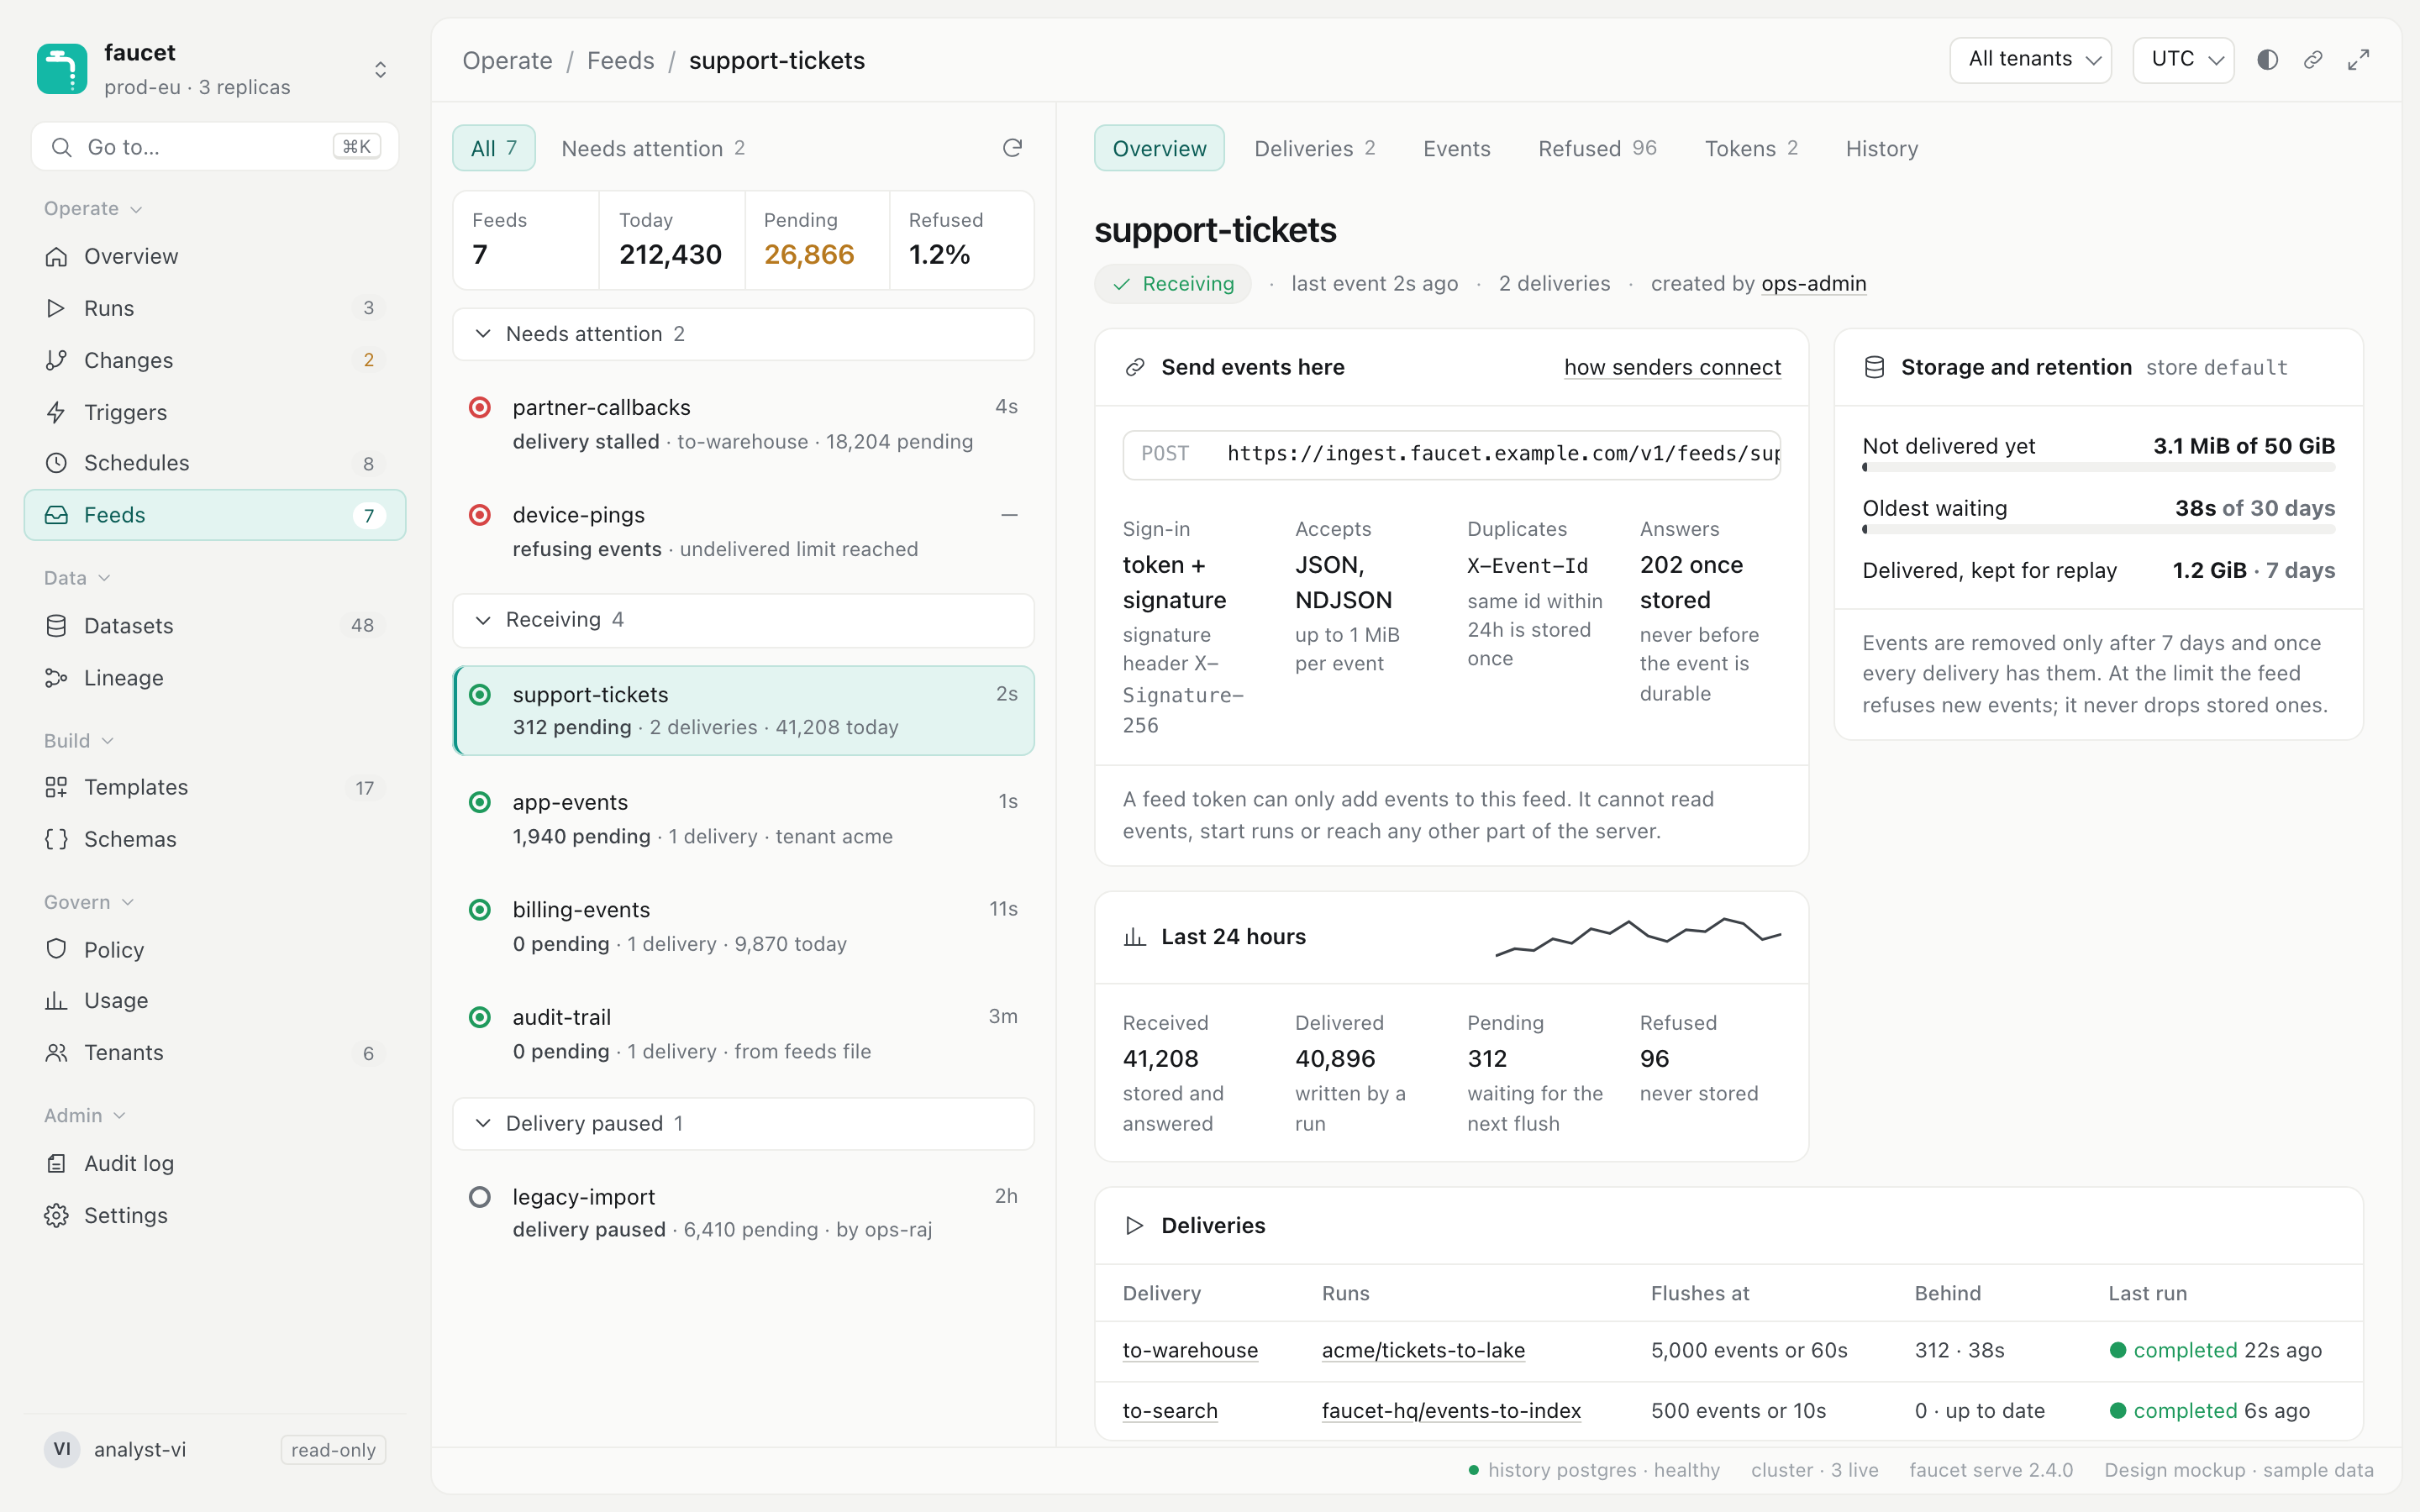 faucet
prod-eu · 3 replicas
Go to... ⌘K
Operate
Overview
Runs 3
Changes 2
Triggers
Schedules 8
Feeds 7
Data
Datasets 48
Lineage
Build
Templates 17
Schemas
Govern
Policy
Usage
Tenants 6
Admin
Audit log
Settings
VI analyst-vi read-only
Operate / Feeds / support-tickets
All tenants UTC
All 7 Needs attention 2
Feeds Today Pending Refused
7 212,430 26,866 1.2%
Needs attention 2
partner-callbacks 4s
delivery stalled · to-warehouse · 18,204 pending
device-pings —
refusing events · undelivered limit reached
Receiving 4
support-tickets 2s
312 pending · 2 deliveries · 41,208 today
app-events 1s
1,940 pending · 1 delivery · tenant acme
billing-events 11s
0 pending · 1 delivery · 9,870 today
audit-trail 3m
0 pending · 1 delivery · from feeds file
Delivery paused 1
legacy-import 2h
delivery paused · 6,410 pending · by ops-raj
Overview Deliveries 2 Events Refused 96 Tokens 2 History
support-tickets
Receiving · last event 2s ago · 2 deliveries · created by ops-admin
Send events here how senders connect
POST https://ingest.faucet.example.com/v1/feeds/sup
Sign-in
token +
signature
signature
header X-
Signature-
256
Accepts
JSON,
NDJSON
up to 1 MiB
per event
Duplicates
X-Event-Id
same id within
24h is stored
once
Answers
202 once
stored
never before
the event is
durable
A feed token can only add events to this feed. It cannot read
events, start runs or reach any other part of the server.
Storage and retention store default
Not delivered yet 3.1 MiB of 50 GiB
Oldest waiting 38s of 30 days
Delivered, kept for replay 1.2 GiB · 7 days
Events are removed only after 7 days and once
every delivery has them. At the limit the feed
refuses new events; it never drops stored ones.
Last 24 hours
Received
41,208
stored and
answered
Delivered
40,896
written by a
run
Pending
312
waiting for the
next flush
Refused
96
never stored
Deliveries
Delivery Runs Flushes at Behind Last run
to-warehouse acme/tickets-to-lake 5,000 events or 60s 312 · 38s completed 22s ago
to-search faucet-hq/events-to-index 500 events or 10s 0 · up to date completed 6s ago
history postgres · healthy cluster · 3 live faucet serve 2.4.0 Design mockup · sample data